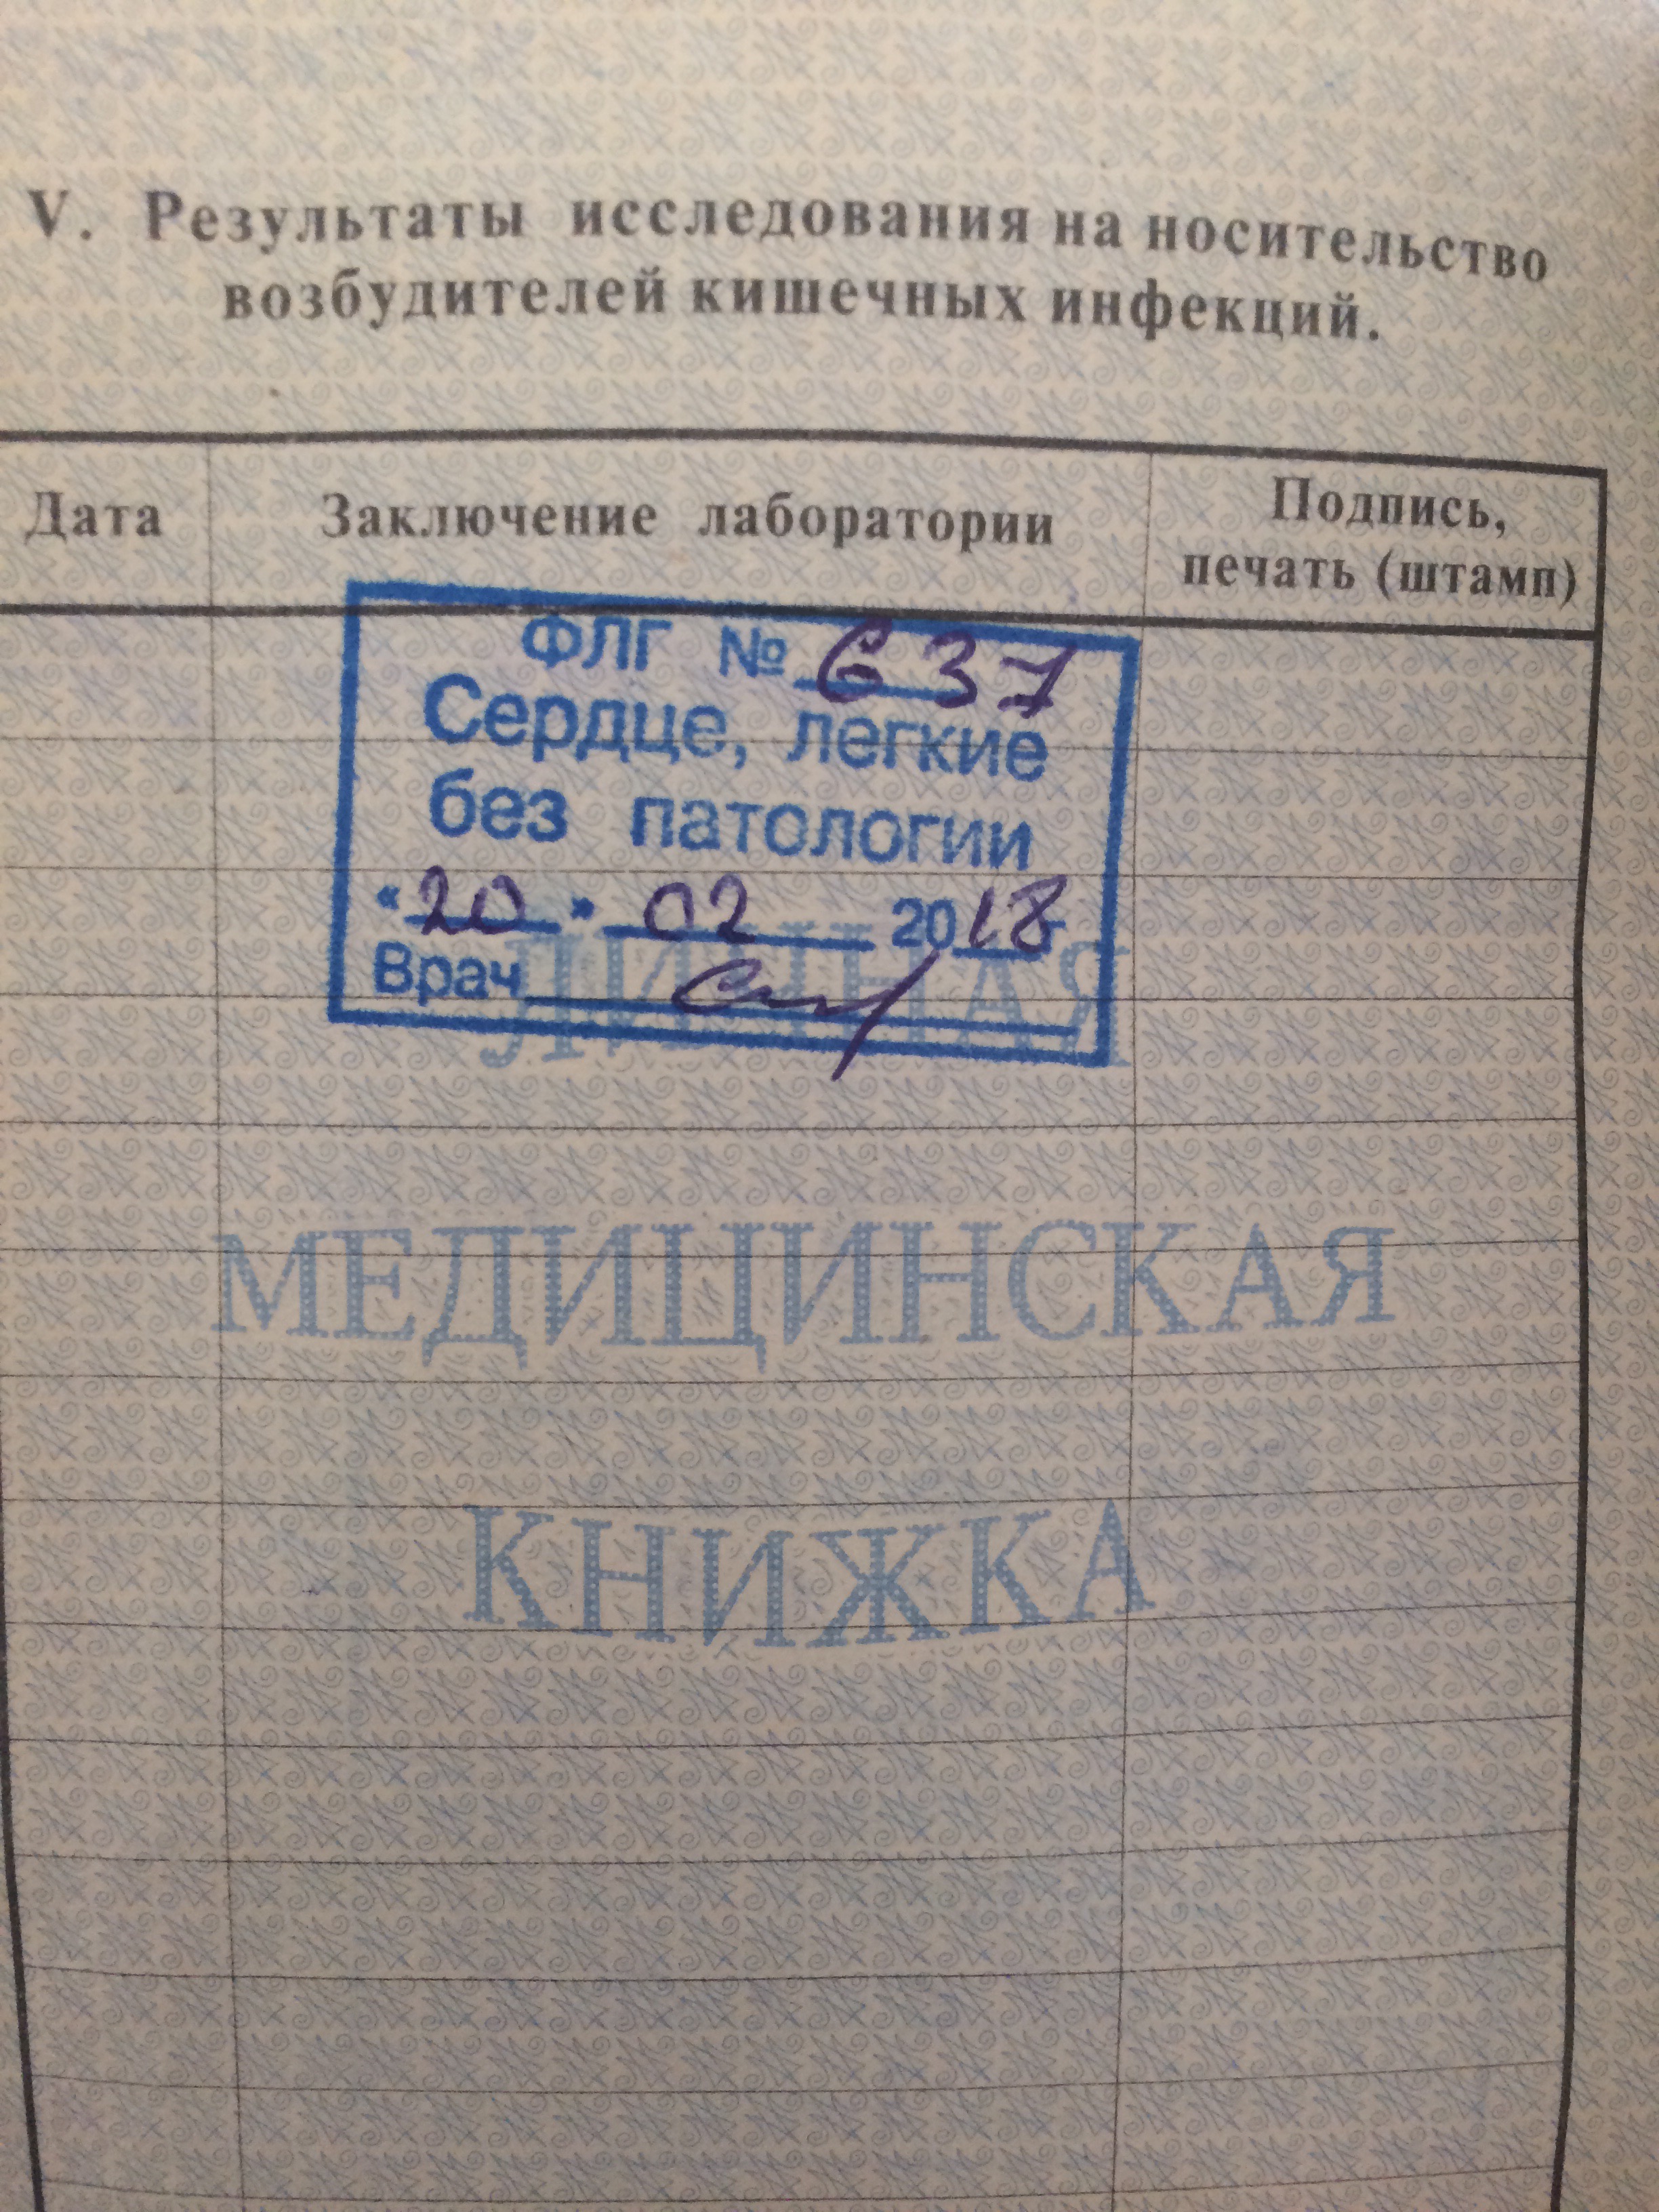 V. Результаты исследования на носительство
возбудителей кишечных инфекций.
Дата Заключение лаборатории Подпись,
печать (штамп)
ФЛГ № 637
Сердце, легкие
без патологии
«20» 02 2018г
Врач
ЛИЧНАЯ
МЕДИЦИНСКАЯ
КНИЖКА